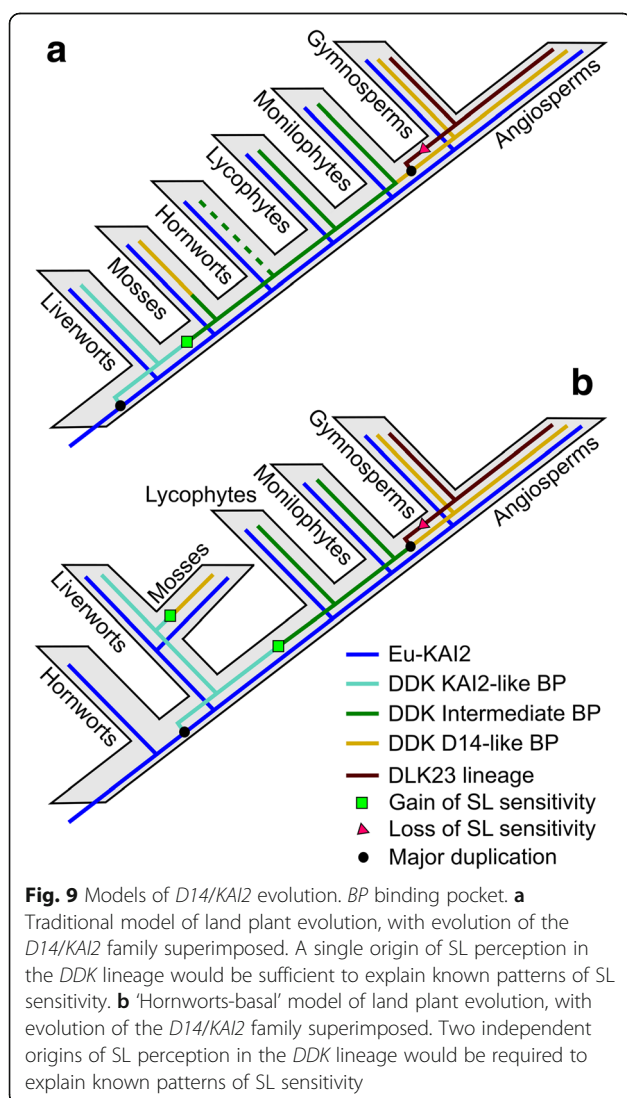 a
Gymnosperms
Angiosperms
Monilophytes
Lycophytes
Hornworts
Mosses
Liverworts
b
Gymnosperms
Angiosperms
Monilophytes
Lycophytes
Mosses
Liverworts
Hornworts
Eu-KAI2
DDK KAI2-like BP
DDK Intermediate BP
DDK D14-like BP
DLK23 lineage
Gain of SL sensitivity
Loss of SL sensitivity
Major duplication
Fig. 9 Models of D14/KAI2 evolution. BP binding pocket. a
Traditional model of land plant evolution, with evolution of the
D14/KAI2 family superimposed. A single origin of SL perception in
the DDK lineage would be sufficient to explain known patterns of SL
sensitivity. b ‘Hornworts-basal’ model of land plant evolution, with
evolution of the D14/KAI2 family superimposed. Two independent
origins of SL perception in the DDK lineage would be required to
explain known patterns of SL sensitivity